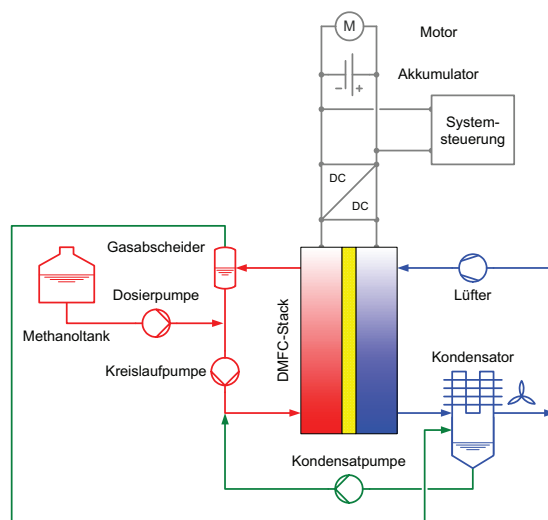 M
Motor
Akkumulator
− +
System-
steuerung
DC
DC
Gasabscheider
Dosierpumpe
Methanoltank
Kreislaufpumpe
DMFC-Stack
Lüfter
Kondensator
Kondensatpumpe